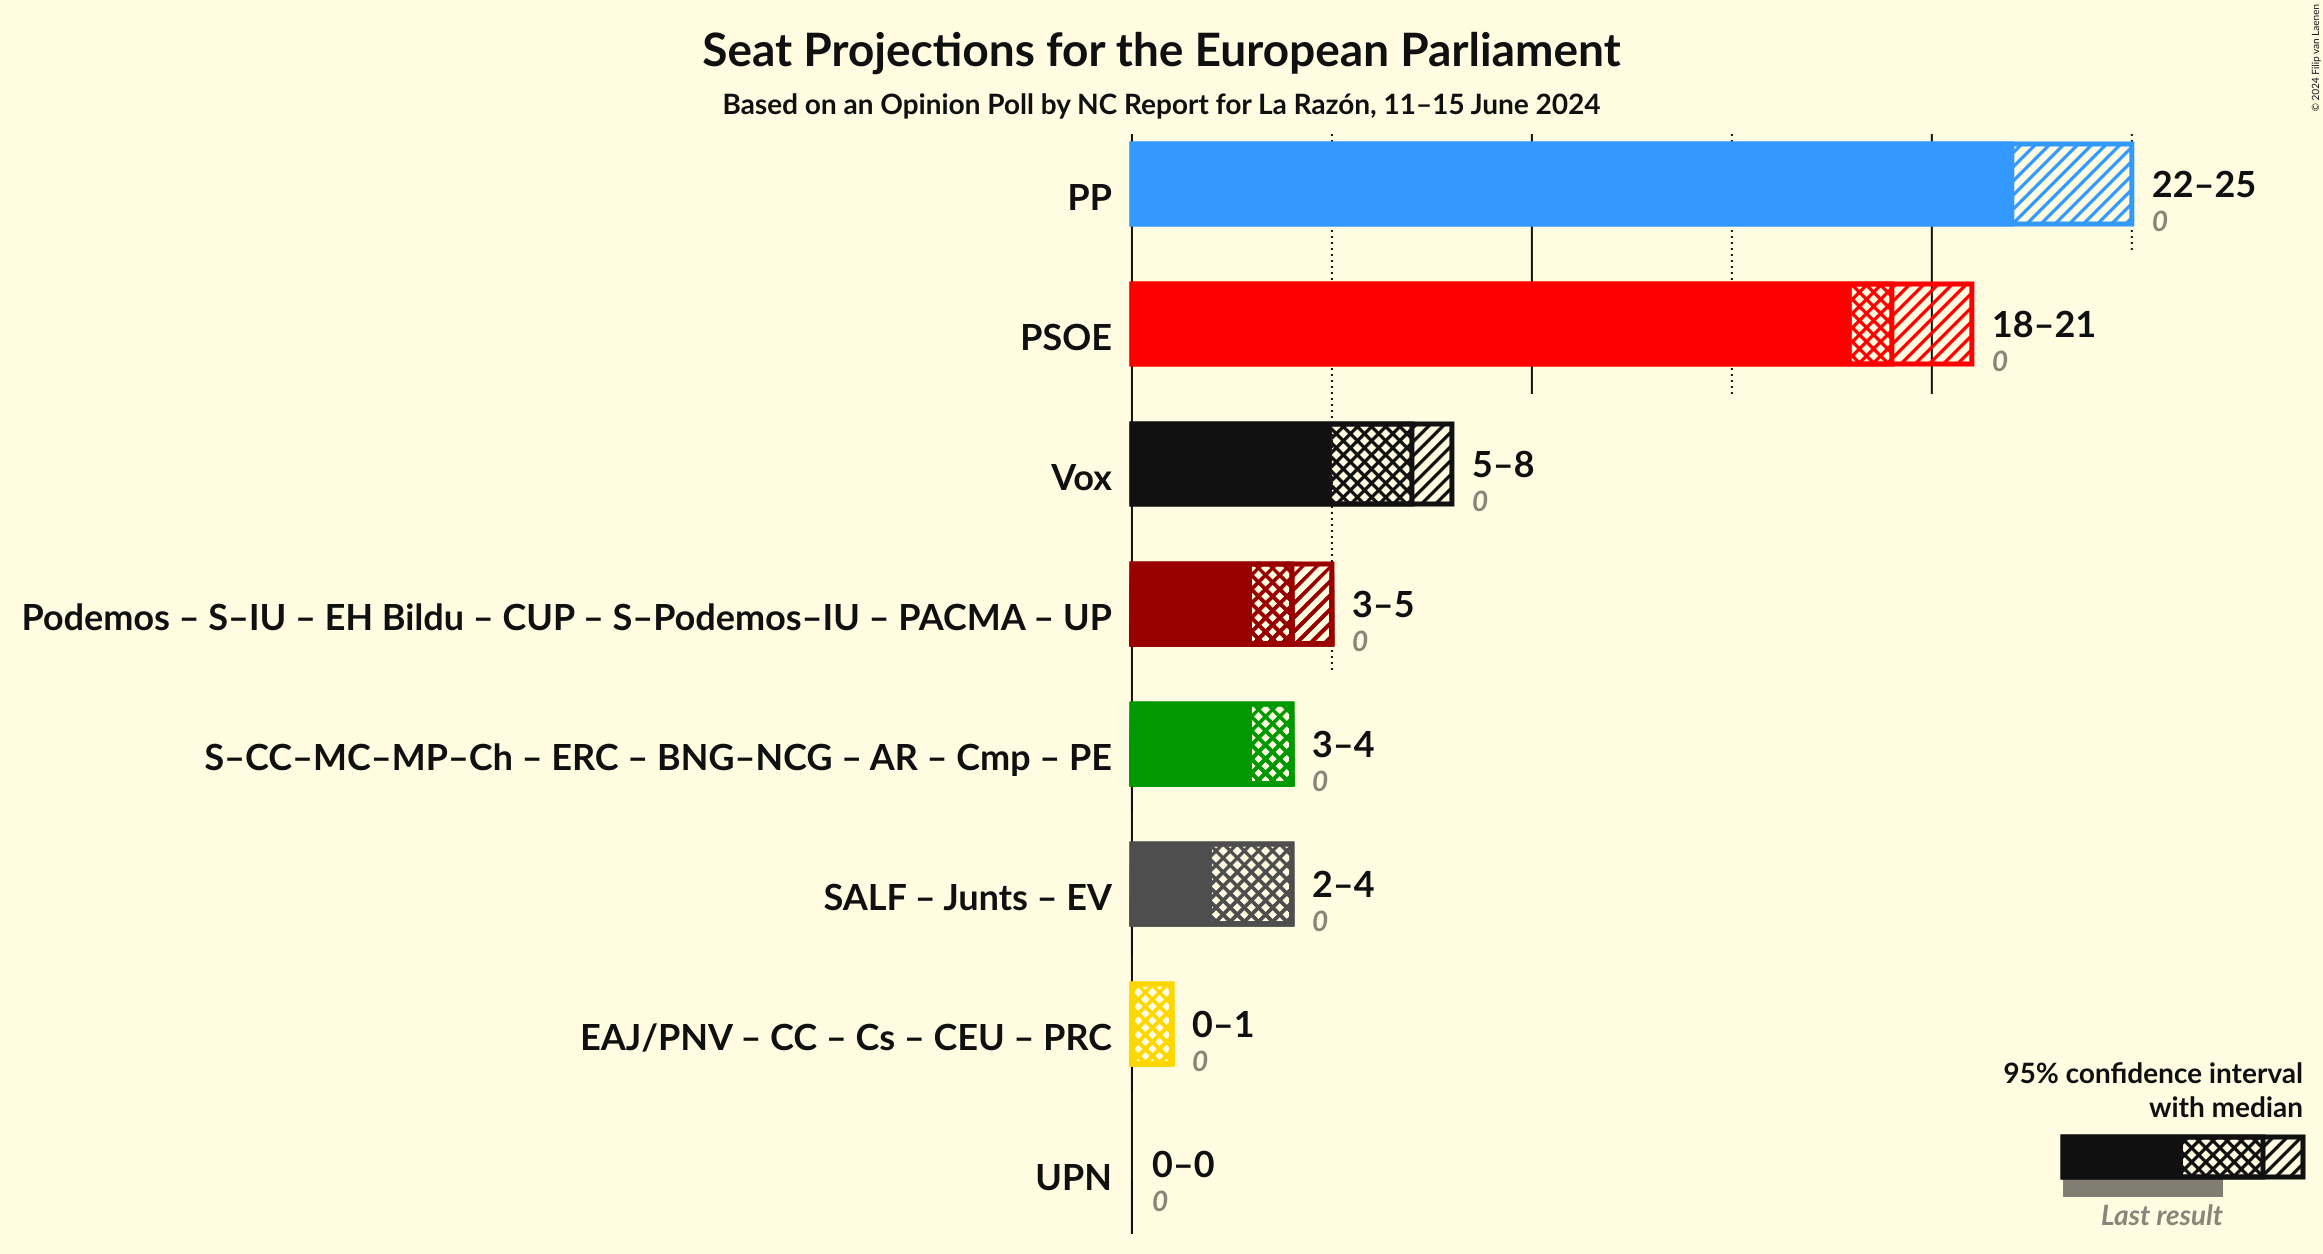 Seat Projections for the European Parliament
Based on an Opinion Poll by NC Report for La Razón, 11–15 June 2024
© 2024 Filip van Laenen
PP
22–25
0
PSOE
18–21
0
Vox
5–8
0
Podemos – S–IU – EH Bildu – CUP – S–Podemos–IU – PACMA – UP
3–5
0
S–CC–MC–MP–Ch – ERC – BNG–NCG – AR – Cmp – PE
3–4
0
SALF – Junts – EV
2–4
0
EAJ/PNV – CC – Cs – CEU – PRC
0–1
0
UPN
0–0
0
95% confidence interval
with median
Last result